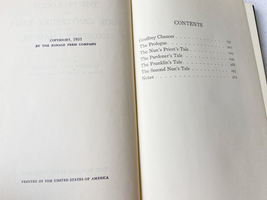 COPYRIGHT, 1952
BY THE RONALD PRESS COMPANY
PRINTED IN THE UNITED STATES OF AMERICA
CONTENTS
Geoffrey Chaucer
The Prologue
The Nun's Priest's Tale
The Pardoner's Tale
The Franklin's Tale
The Second Nun's Tale
Notes